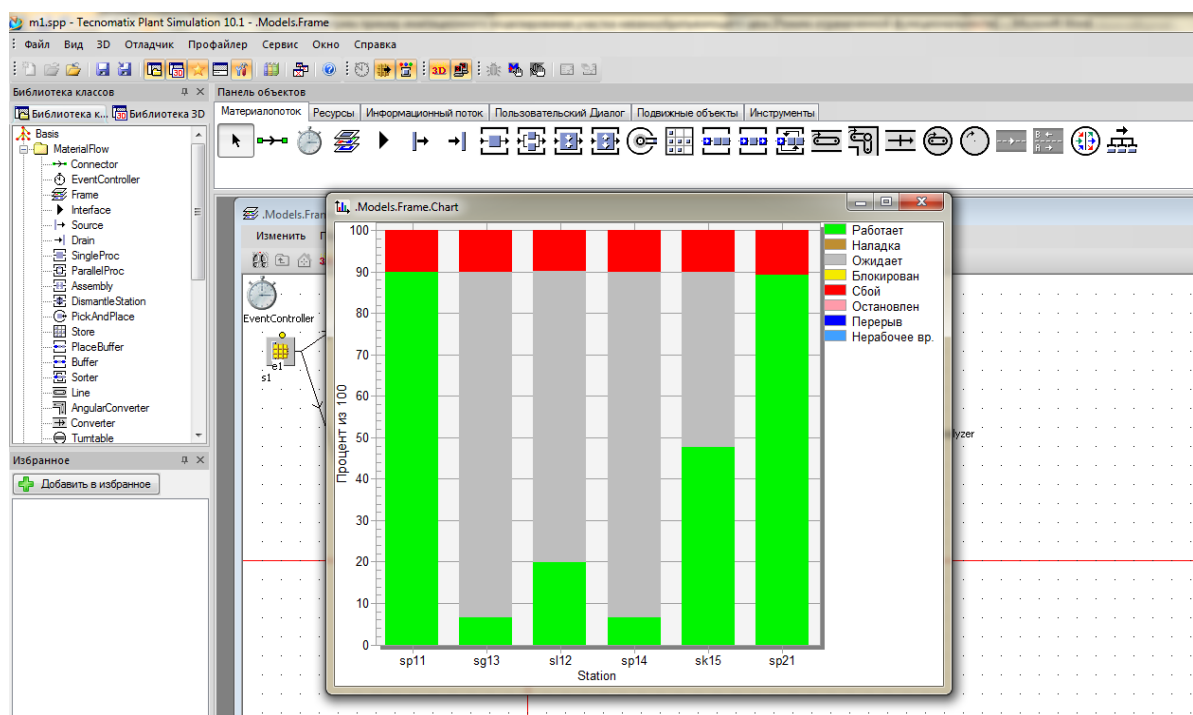 m1.spp - Tecnomatix Plant Simulation 10.1 - .Models.Frame
Файл Вид 3D Отладчик Профайлер Сервис Окно Справка
Библиотека классов
Панель объектов
Библиотека к...
Библиотека 3D
Материалопоток Ресурсы Информационный поток Пользовательский Диалог Подвижные объекты Инструменты
Basis
MaterialFlow
Connector
EventController
Frame
Interface
Source
Drain
SingleProc
ParallelProc
Assembly
DismantleStation
PickAndPlace
Store
PlaceBuffer
Buffer
Sorter
Line
AngularConverter
Converter
Turntable
Избранное
Добавить в избранное
.Models.Fran
Изменить
EventController
e1
s1
lyzer
.Models.Frame.Chart
100
90
80
70
60
50
40
30
20
10
0
Процент из 100
sp11 sg13 sl12 sp14 sk15 sp21
Station
Работает
Наладка
Ожидает
Блокирован
Сбой
Остановлен
Перерыв
Нерабочее вр.